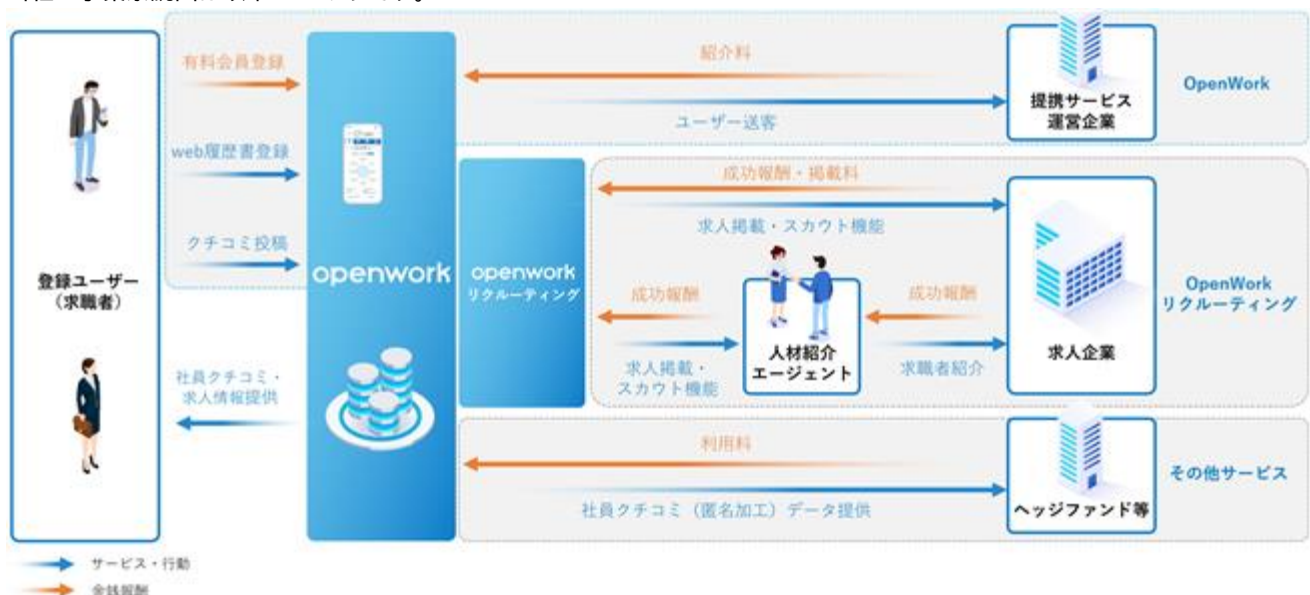 有料会員登録
web履歴書登録
クチコミ投稿
登録ユーザー
（求職者）
社員クチコミ・
求人情報提供
openwork
openwork
リクルーティング
紹介料
ユーザー送客
提携サービス
運営企業
OpenWork
成功報酬・掲載料
求人掲載・スカウト機能
成功報酬
求人掲載・
スカウト機能
人材紹介
エージェント
成功報酬
求職者紹介
求人企業
OpenWork
リクルーティング
利用料
社員クチコミ（匿名加工）データ提供
ヘッジファンド等
その他サービス
サービス・行動
金銭報酬